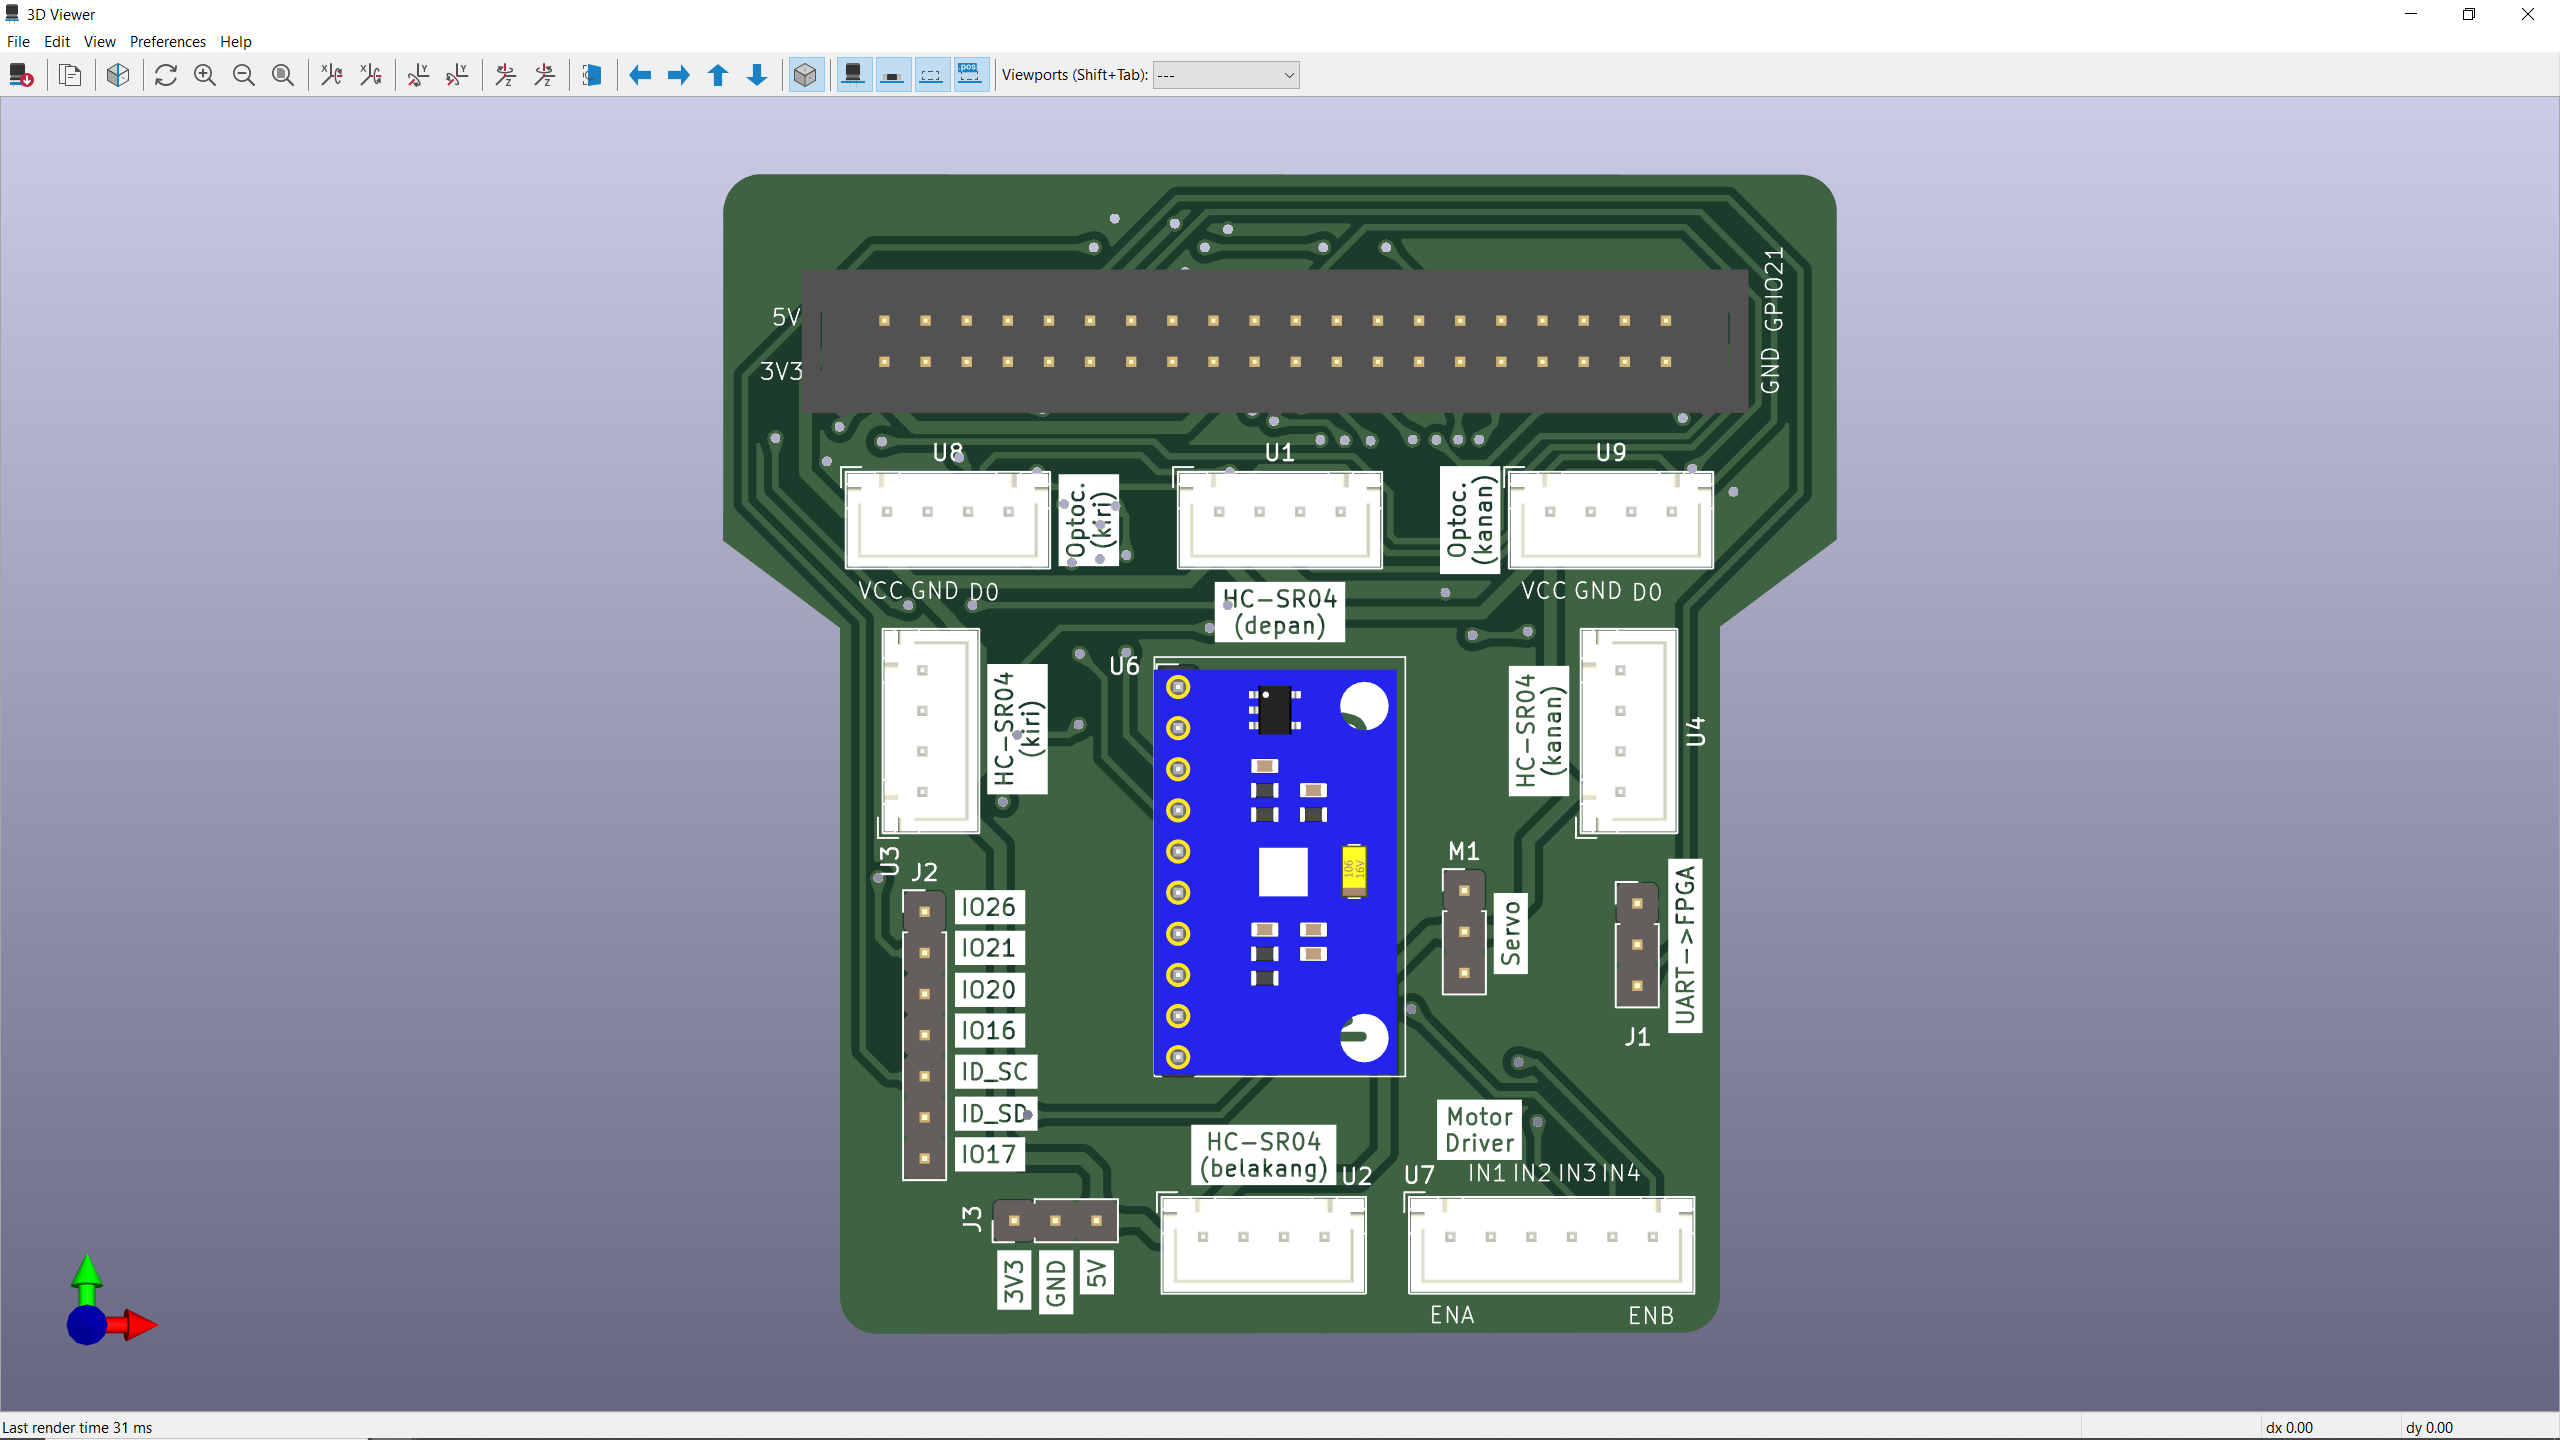 3D Viewer
File Edit View Preferences Help
Viewports (Shift+Tab): ---
5V
3V3
GND GPIO21
U8
U1
U9
Optoc.
(kiri)
Optoc.
(kanan)
VCC GND D0
VCC GND D0
HC-SR04
(depan)
U6
HC-SR04
(kiri)
HC-SR04
(kanan)
U4
U3
J2
M1
106
16V
IO26
IO21
IO20
IO16
ID_SC
ID_SD
IO17
Servo
UART->FPGA
J1
Motor
Driver
HC-SR04
(belakang)
U2
U7
IN1 IN2 IN3 IN4
J3
3V3
GND
5V
ENA
ENB
Last render time 31 ms
dx 0.00
dy 0.00